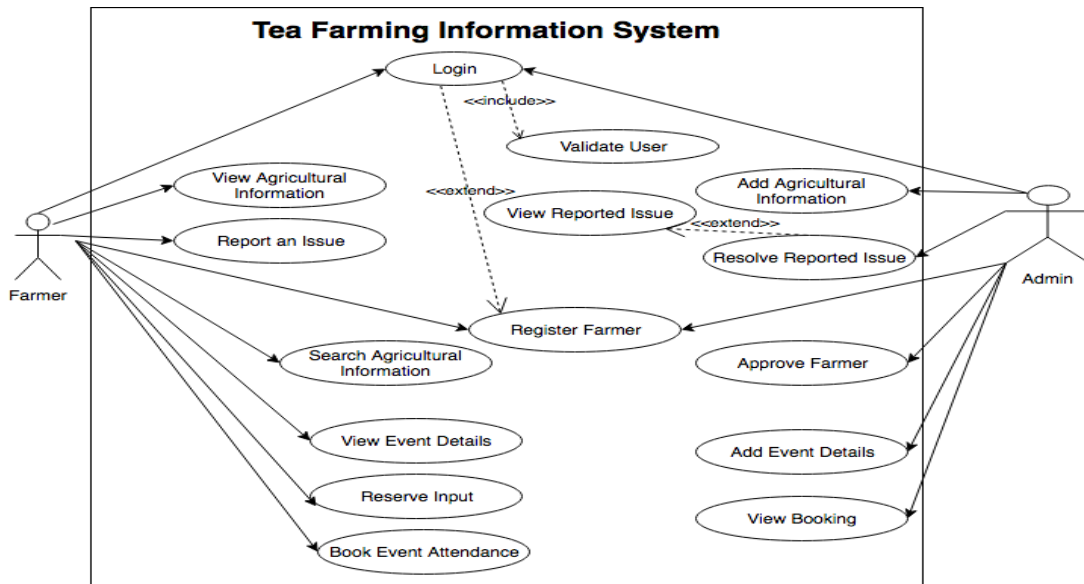 Tea Farming Information System
Login
<<include>>
Validate User
View Agricultural
Information
<<extend>>
Add Agricultural
Information
View Reported Issue
<<extend>>
Report an Issue
Resolve Reported Issue
Farmer
Admin
Register Farmer
Search Agricultural
Information
Approve Farmer
View Event Details
Add Event Details
Reserve Input
View Booking
Book Event Attendance